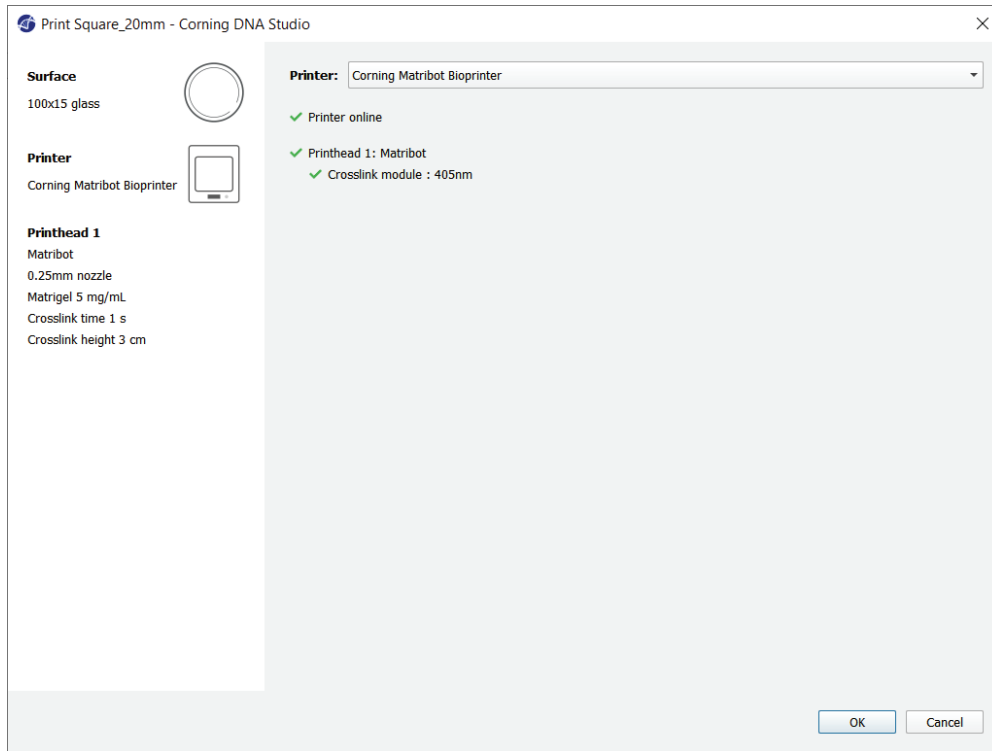 Print Square_20mm - Corning DNA Studio
Surface
100x15 glass
Printer
Corning Matribot Bioprinter
Printhead 1
Matribot
0.25mm nozzle
Matrigel 5 mg/mL
Crosslink time 1 s
Crosslink height 3 cm
Printer: Corning Matribot Bioprinter
Printer online
Printhead 1: Matribot
Crosslink module : 405nm
OK Cancel